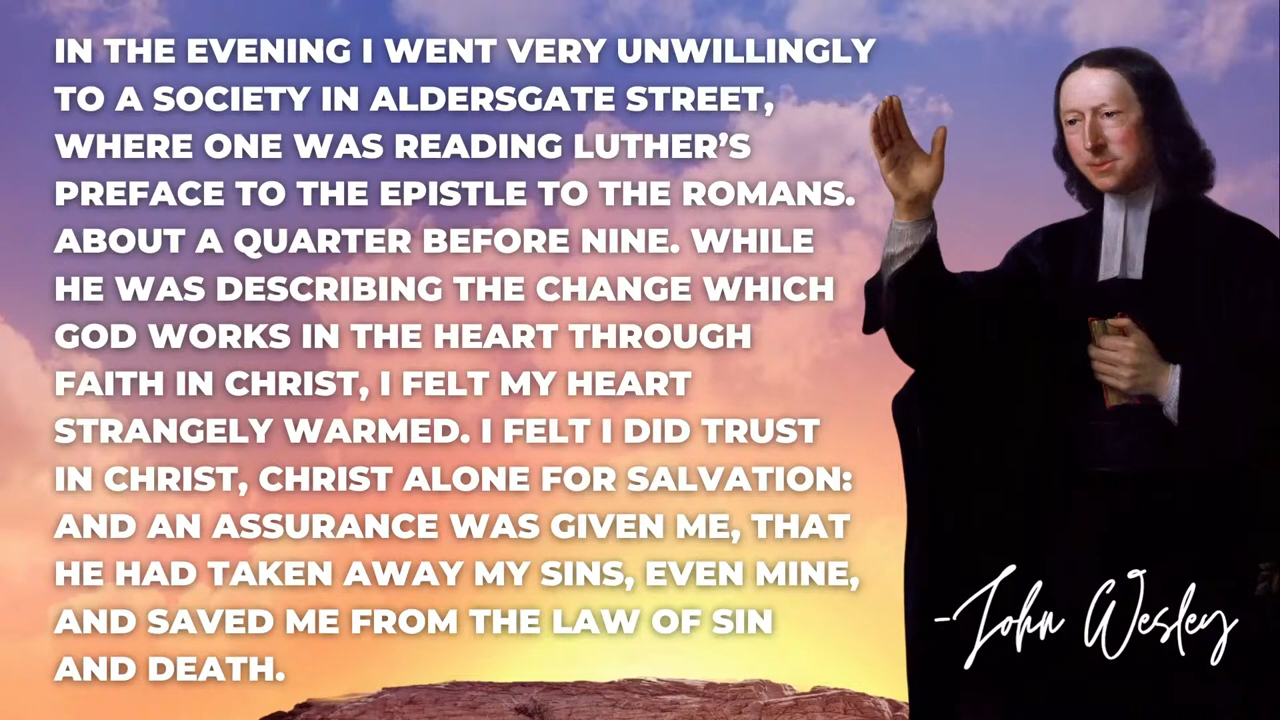 IN THE EVENING I WENT VERY UNWILLINGLY
TO A SOCIETY IN ALDERSGATE STREET,
WHERE ONE WAS READING LUTHER’S
PREFACE TO THE EPISTLE TO THE ROMANS.
ABOUT A QUARTER BEFORE NINE. WHILE
HE WAS DESCRIBING THE CHANGE WHICH
GOD WORKS IN THE HEART THROUGH
FAITH IN CHRIST, I FELT MY HEART
STRANGELY WARMED. I FELT I DID TRUST
IN CHRIST, CHRIST ALONE FOR SALVATION:
AND AN ASSURANCE WAS GIVEN ME, THAT
HE HAD TAKEN AWAY MY SINS, EVEN MINE,
AND SAVED ME FROM THE LAW OF SIN
AND DEATH.
-John Wesley